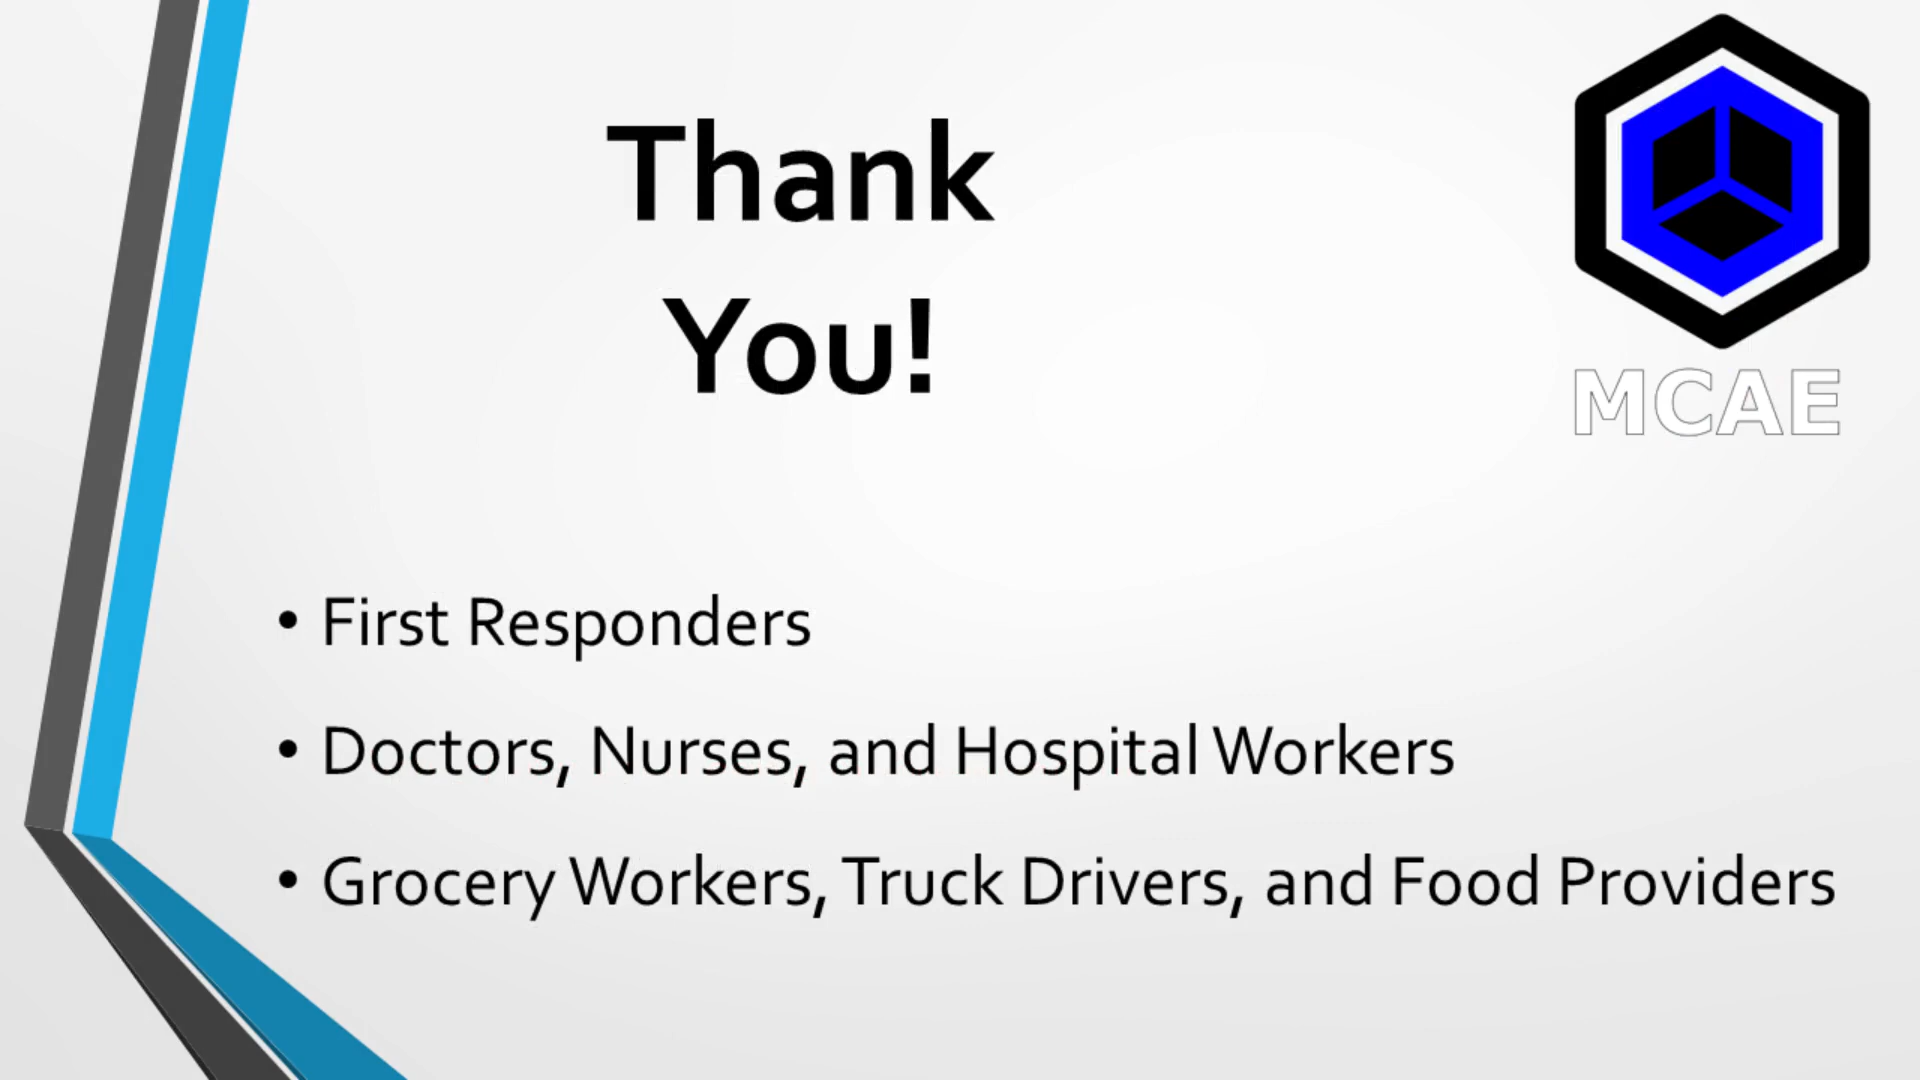 Thank
You!
MCAE
• First Responders
• Doctors, Nurses, and Hospital Workers
• Grocery Workers, Truck Drivers, and Food Providers